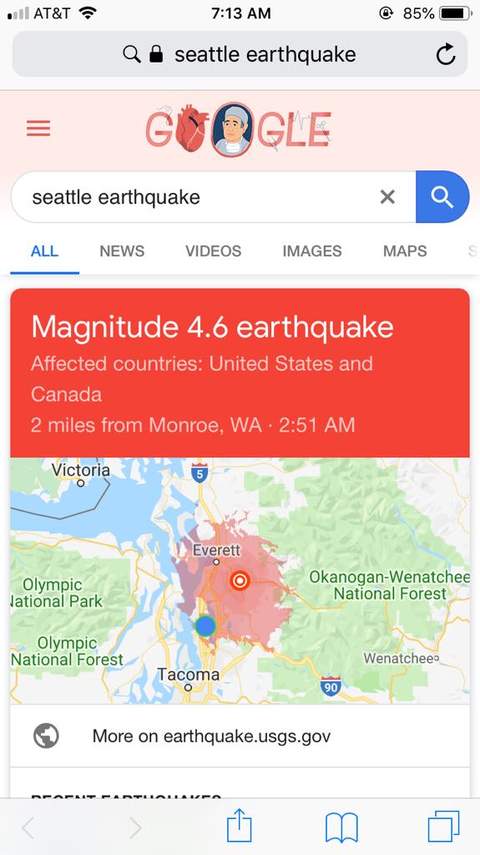 AT&T 7:13 AM 85%
seattle earthquake
GOOGLE
seattle earthquake
ALL NEWS VIDEOS IMAGES MAPS S
Magnitude 4.6 earthquake
Affected countries: United States and
Canada
2 miles from Monroe, WA · 2:51 AM
Victoria
5
Everett
Olympic
National Park
Okanogan-Wenatchee
National Forest
Olympic
National Forest
Wenatchee
Tacoma
90
More on earthquake.usgs.gov
RECENT EARTHQUAKES